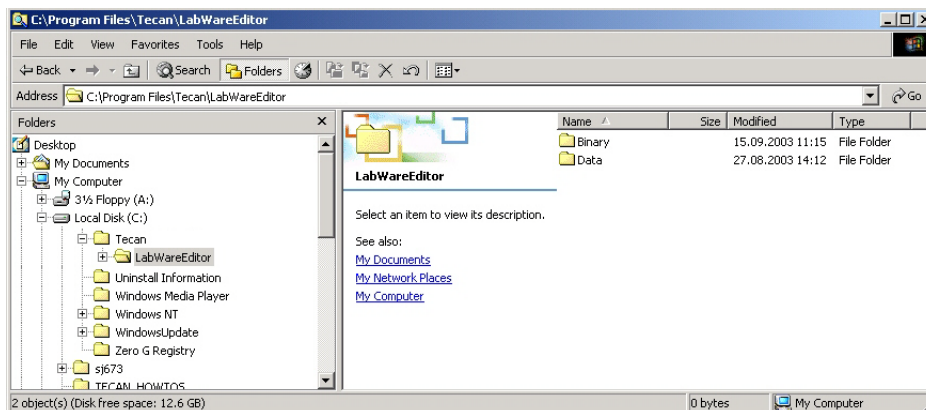 C:\Program Files\Tecan\LabWareEditor
File Edit View Favorites Tools Help
Back Search Folders
Address C:\Program Files\Tecan\LabWareEditor Go
Folders
Desktop
My Documents
My Computer
3½ Floppy (A:)
Local Disk (C:)
Tecan
LabWareEditor
Uninstall Information
Windows Media Player
Windows NT
WindowsUpdate
Zero G Registry
sj673
TECAN_HOWTOS
LabWareEditor
Select an item to view its description.
See also:
My Documents
My Network Places
My Computer
Name Size Modified Type
Binary 15.09.2003 11:15 File Folder
Data 27.08.2003 14:12 File Folder
2 object(s) (Disk free space: 12.6 GB) 0 bytes My Computer